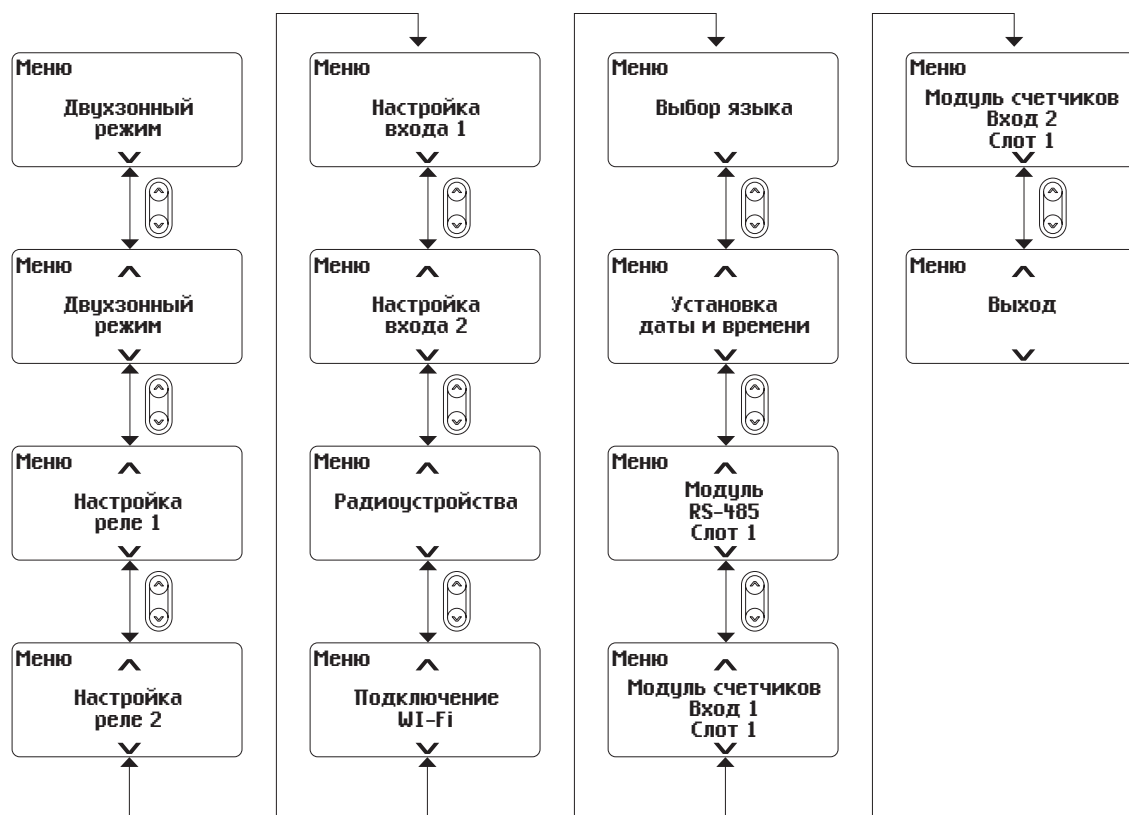 Меню
Двухзонный
режим
Меню
Двухзонный
режим
Меню
Настройка
реле 1
Меню
Настройка
реле 2
Меню
Настройка
входа 1
Меню
Настройка
входа 2
Меню
Радиоустройства
Меню
Подключение
WI-Fi
Меню
Выбор языка
Меню
Установка
даты и времени
Меню
Модуль
RS-485
Слот 1
Меню
Модуль счетчиков
Вход 1
Слот 1
Меню
Модуль счетчиков
Вход 2
Слот 1
Меню
Выход